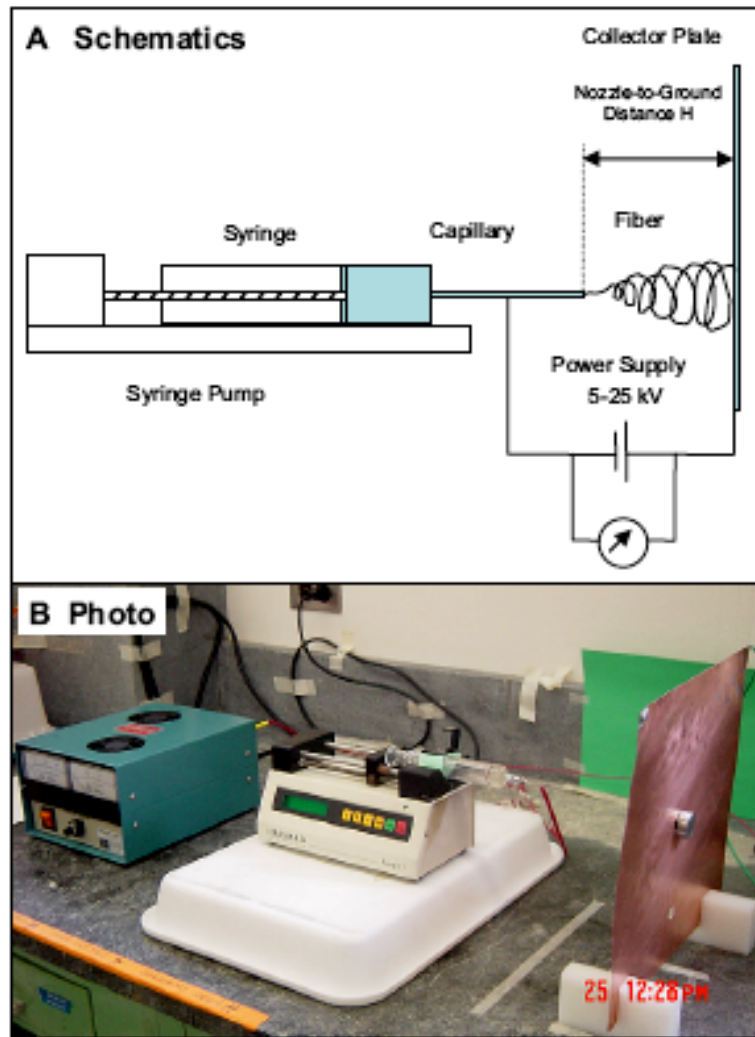 A Schematics
Collector Plate
Nozzle-to-Ground
Distance H
Syringe
Capillary
Fiber
Power Supply
5-25 kV
Syringe Pump
B Photo
25 12:28PM